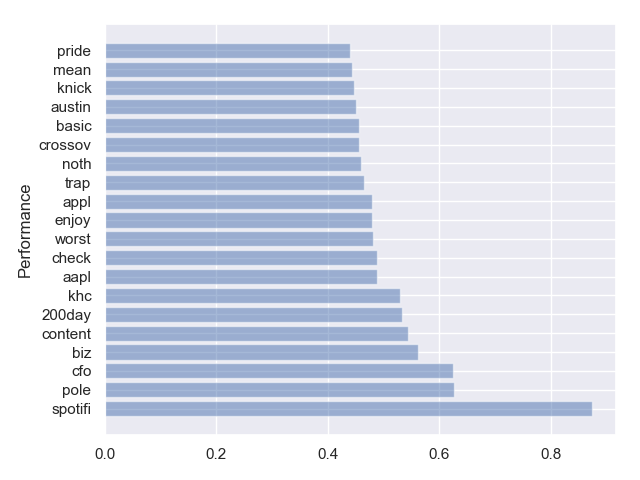 pride
mean
knick
austin
basic
crossov
noth
trap
appl
enjoy
worst
check
aapl
khc
200day
content
biz
cfo
pole
spotifi
Performance
0.0 0.2 0.4 0.6 0.8